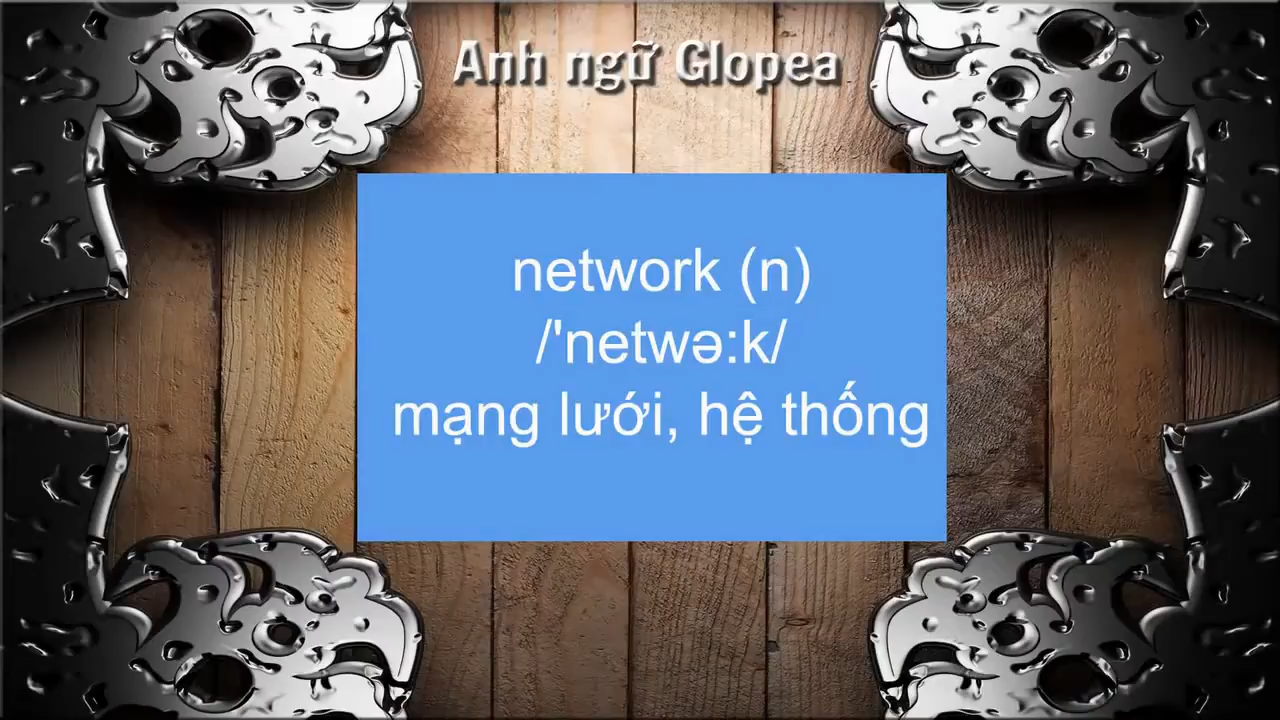 Anh ngữ Glopea
network (n)
/'netwə:k/
mạng lưới, hệ thống